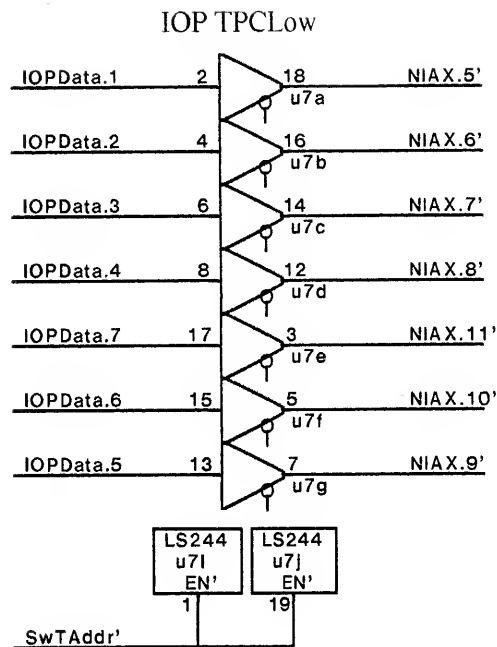 IOP TPCLow
IOPData.1 2 18 NIAX.5'
u7a
IOPData.2 4 16 NIAX.6'
u7b
IOPData.3 6 14 NIAX.7'
u7c
IOPData.4 8 12 NIAX.8'
u7d
IOPData.7 17 3 NIAX.11'
u7e
IOPData.6 15 5 NIAX.10'
u7f
IOPData.5 13 7 NIAX.9'
u7g
LS244 LS244
u7I u7j
EN' EN'
1 19
SwTAddr'